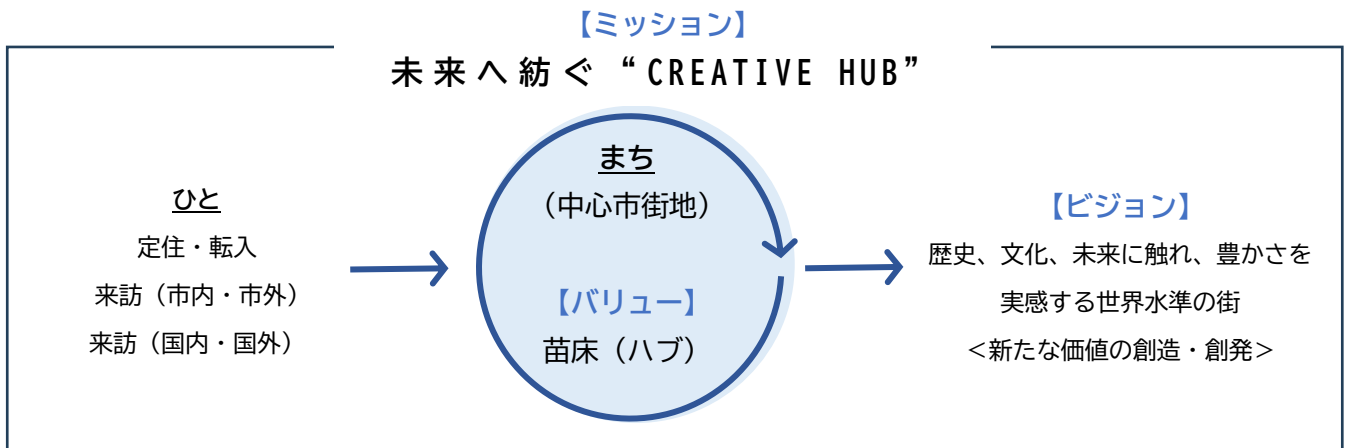 【ミッション】
未来へ紡ぐ“CREATIVE HUB”
ひと
定住・転入
来訪（市内・市外）
来訪（国内・国外）
まち
（中心市街地）
【バリュー】
苗床（ハブ）
【ビジョン】
歴史、文化、未来に触れ、豊かさを
実感する世界水準の街
＜新たな価値の創造・創発＞